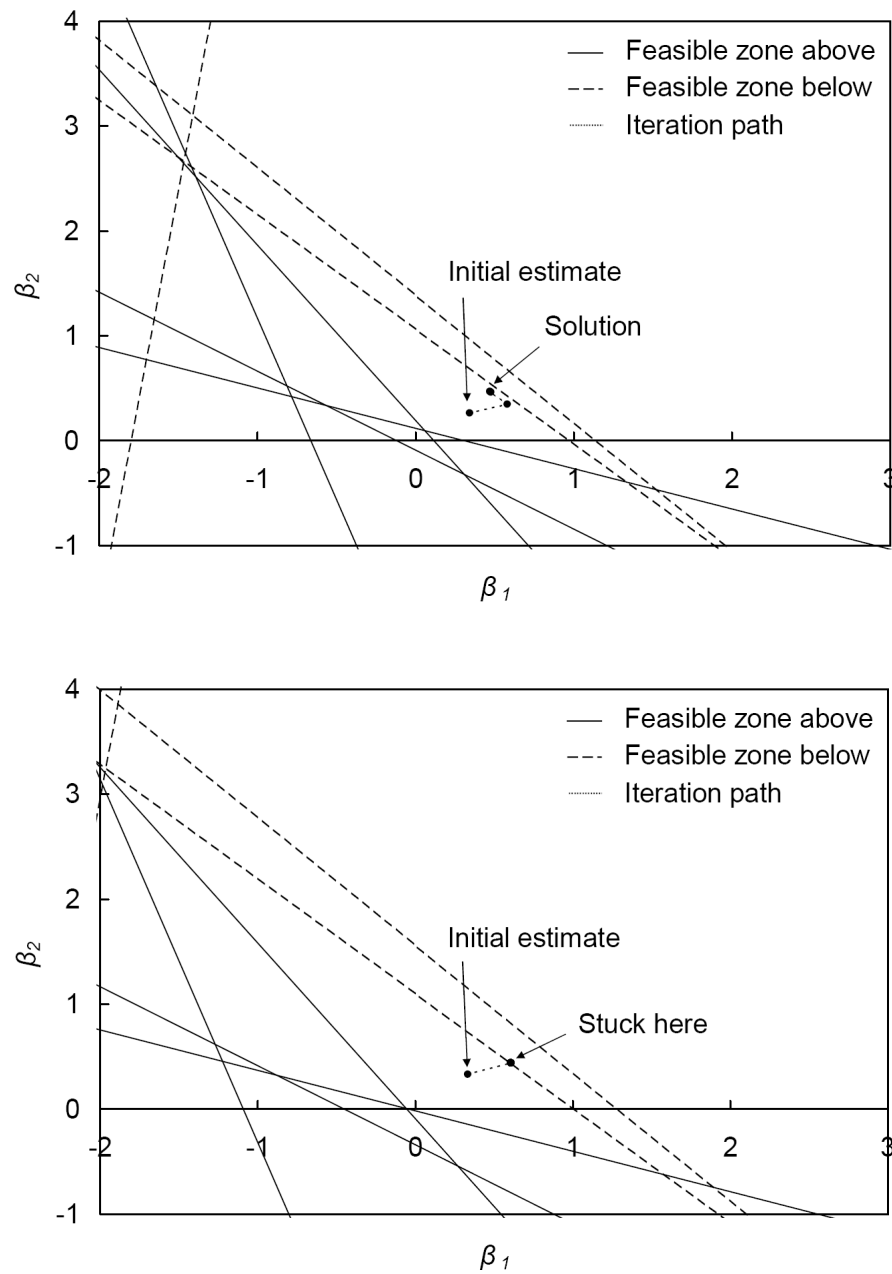 4
Feasible zone above
Feasible zone below
Iteration path
3
2
β2
Initial estimate
Solution
1
0
-2 -1 0 1 2 3
-1
β1
4
Feasible zone above
Feasible zone below
Iteration path
3
2
β2
Initial estimate
Stuck here
1
0
-2 -1 0 1 2 3
-1
β1